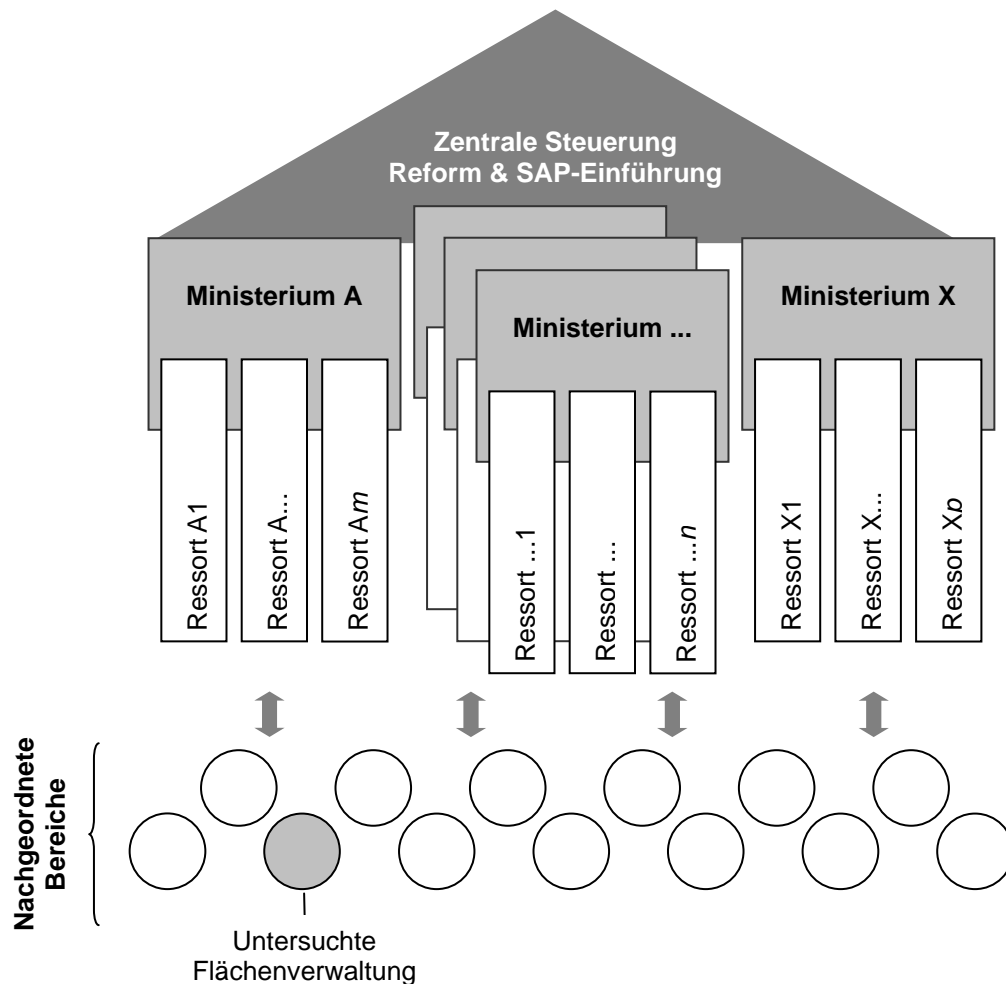 Zentrale Steuerung
Reform & SAP-Einführung
Ministerium A
Ministerium ...
Ministerium X
Ressort A1
Ressort A...
Ressort Am
Ressort ...1
Ressort ...
Ressort ...n
Ressort X1
Ressort X...
Ressort Xp
Nachgeordnete
Bereiche
Untersuchte
Flächenverwaltung